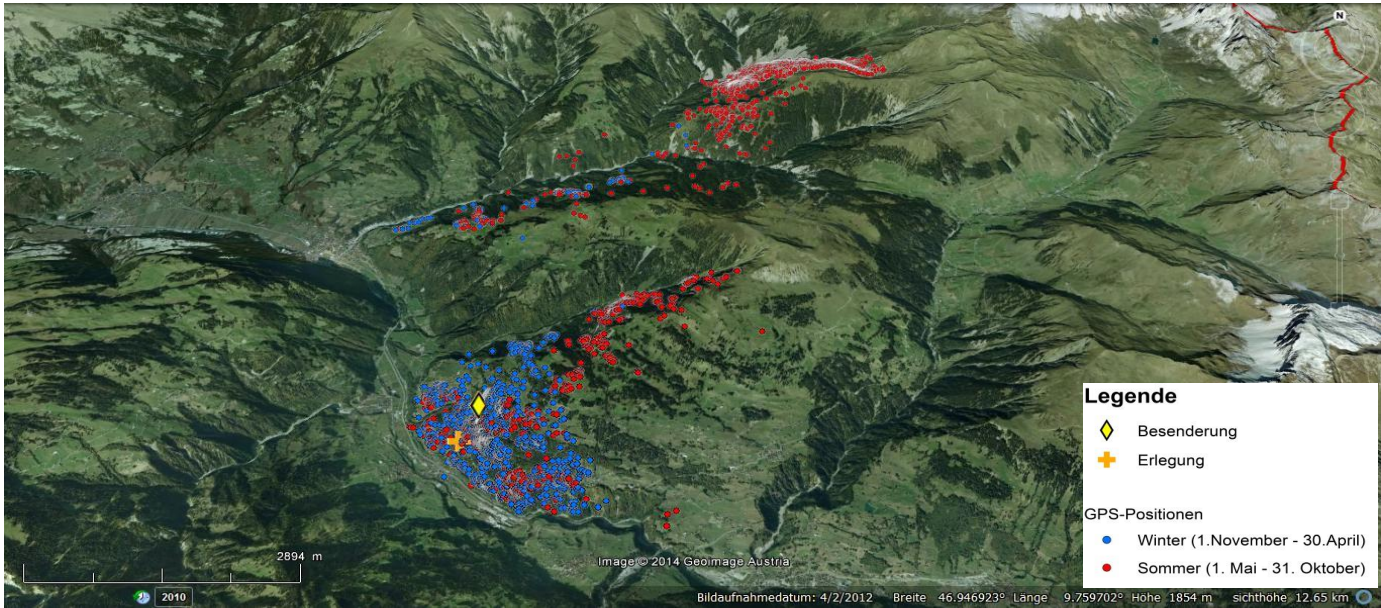 N
Legende
Besenderung
Erlegung
GPS-Positionen
Winter (1.November - 30.April)
Sommer (1. Mai - 31. Oktober)
2894 m
Image © 2014 Geoimage Austria
2010
Bildaufnahmedatum: 4/2/2012 Breite 46.946923° Länge 9.759702° Höhe 1854 m sichthöhe 12.65 km